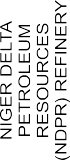 NIGER DELTA
PETROLEUM
RESOURCES
(NDPR) REFINERY